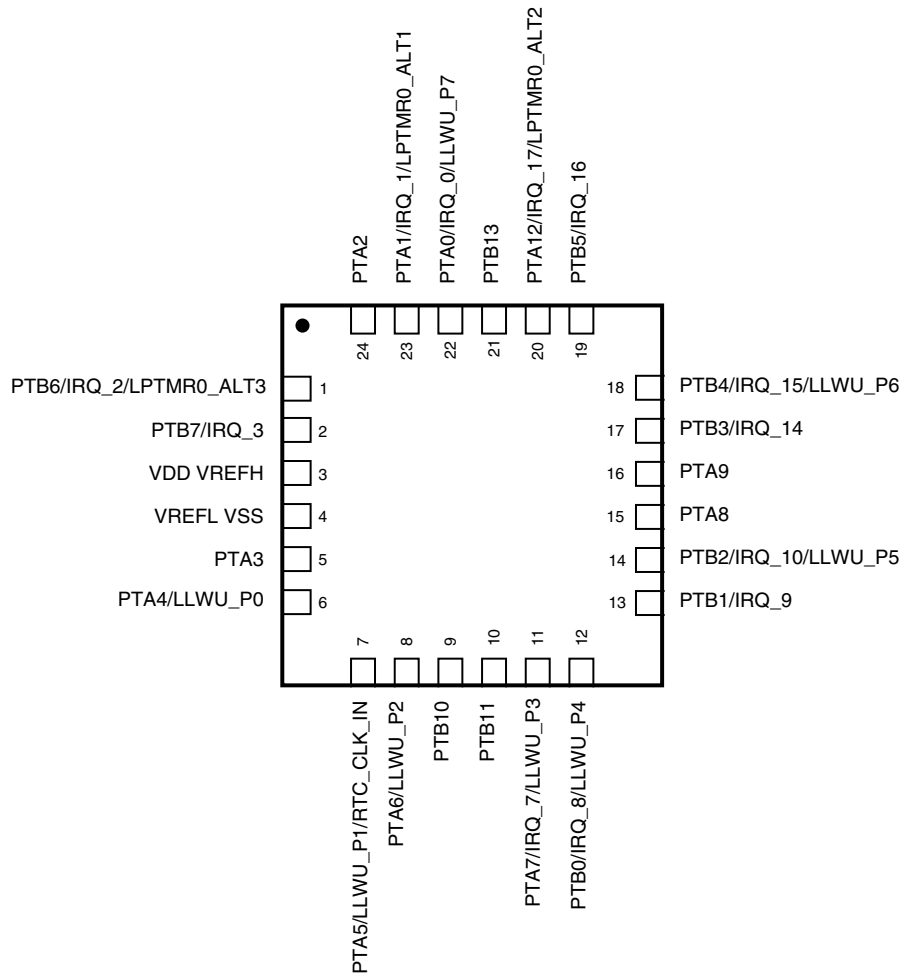 PTA2
PTA1/IRQ_1/LPTMR0_ALT1
PTA0/IRQ_0/LLWU_P7
PTB13
PTA12/IRQ_17/LPTMR0_ALT2
PTB5/IRQ_16
24
23
22
21
20
19
PTB6/IRQ_2/LPTMR0_ALT3 1
PTB7/IRQ_3 2
VDD VREFH 3
VREFL VSS 4
PTA3 5
PTA4/LLWU_P0 6
18 PTB4/IRQ_15/LLWU_P6
17 PTB3/IRQ_14
16 PTA9
15 PTA8
14 PTB2/IRQ_10/LLWU_P5
13 PTB1/IRQ_9
7
8
9
10
11
12
PTA5/LLWU_P1/RTC_CLK_IN
PTA6/LLWU_P2
PTB10
PTB11
PTA7/IRQ_7/LLWU_P3
PTB0/IRQ_8/LLWU_P4